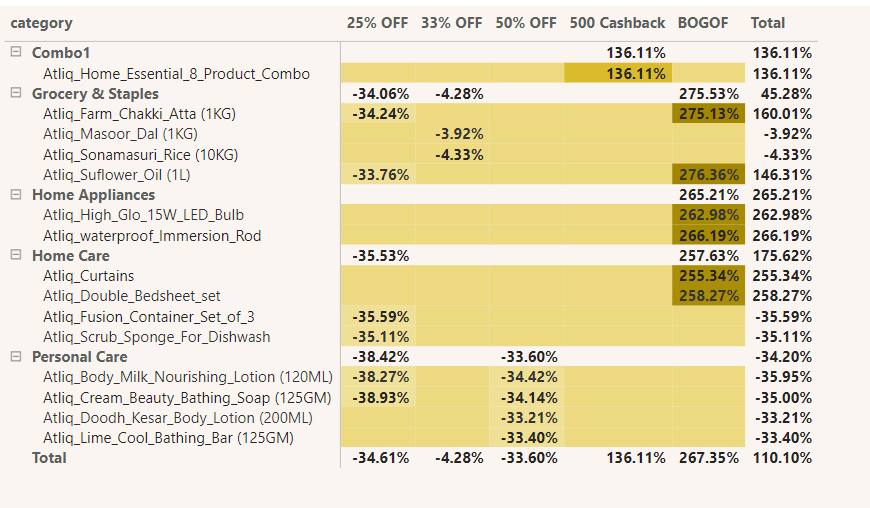 category 25% OFF 33% OFF 50% OFF 500 Cashback BOGOF Total
Combo1 136.11% 136.11%
Atliq_Home_Essential_8_Product_Combo 136.11% 136.11%
Grocery & Staples -34.06% -4.28% 275.53% 45.28%
Atliq_Farm_Chakki_Atta (1KG) -34.24% 275.13% 160.01%
Atliq_Masoor_Dal (1KG) -3.92% -3.92%
Atliq_Sonamasuri_Rice (10KG) -4.33% -4.33%
Atliq_Suflower_Oil (1L) -33.76% 276.36% 146.31%
Home Appliances 265.21% 265.21%
Atliq_High_Glo_15W_LED_Bulb 262.98% 262.98%
Atliq_waterproof_Immersion_Rod 266.19% 266.19%
Home Care -35.53% 257.63% 175.62%
Atliq_Curtains 255.34% 255.34%
Atliq_Double_Bedsheet_set 258.27% 258.27%
Atliq_Fusion_Container_Set_of_3 -35.59% -35.59%
Atliq_Scrub_Sponge_For_Dishwash -35.11% -35.11%
Personal Care -38.42% -33.60% -34.20%
Atliq_Body_Milk_Nourishing_Lotion (120ML) -38.27% -34.42% -35.95%
Atliq_Cream_Beauty_Bathing_Soap (125GM) -38.93% -34.14% -35.00%
Atliq_Doodh_Kesar_Body_Lotion (200ML) -33.21% -33.21%
Atliq_Lime_Cool_Bathing_Bar (125GM) -33.40% -33.40%
Total -34.61% -4.28% -33.60% 136.11% 267.35% 110.10%